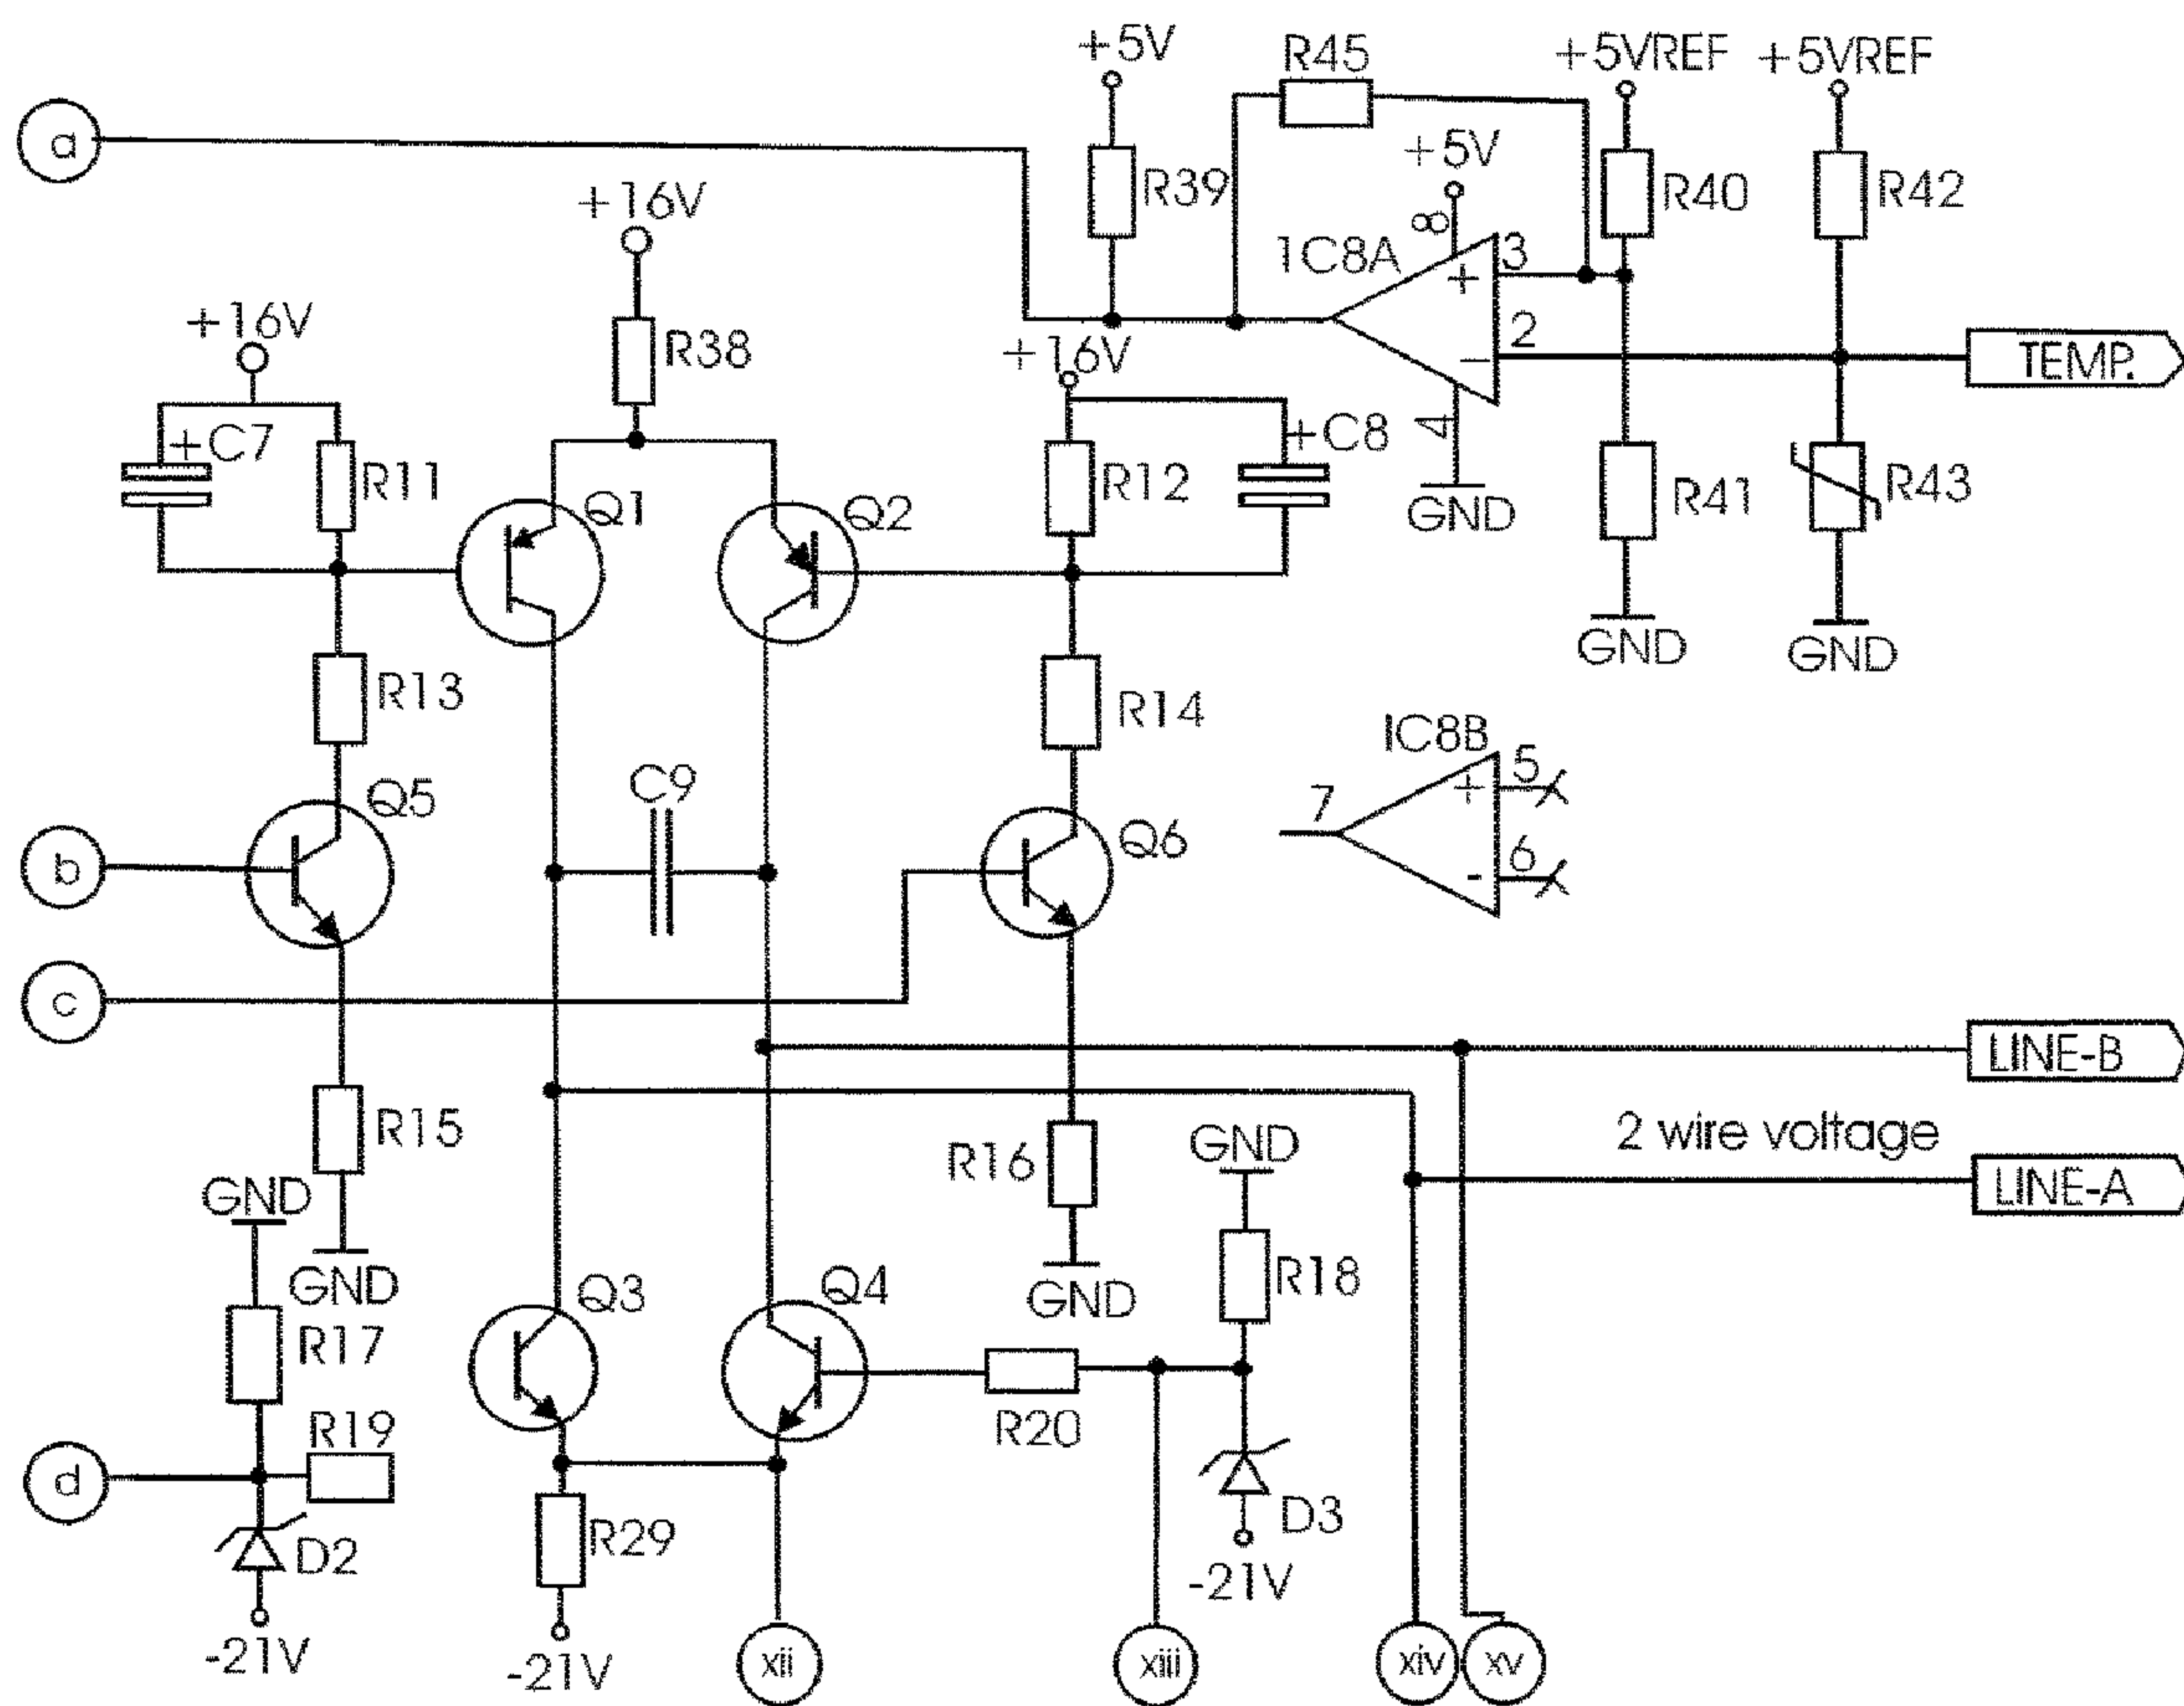 +5V
R45
+5VREF
+5VREF
a
+5V
R39
R40
R42
+16V
8
1C8A
3
+
2
−
4
GND
TEMP.
+16V
R38
+16V
+C7
R11
Q1
Q2
R12
+C8
R41
R43
GND
GND
R13
R14
IC8B
5
+
7
6
-
C9
Q5
Q6
b
c
LINE-B
2 wire voltage
LINE-A
R15
R16
GND
GND
GND
GND
R18
R17
Q3
Q4
R19
R20
d
D2
R29
D3
-21V
-21V
-21V
xii
xiii
xiv
xv